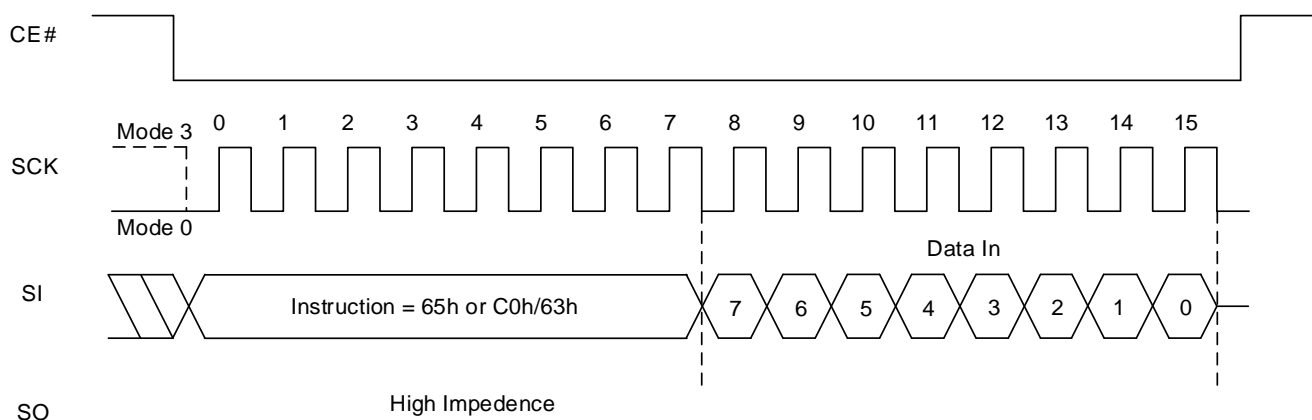 CE#
0 1 2 3 4 5 6 7 8 9 10 11 12 13 14 15
Mode 3
SCK
Mode 0
Data In
SI
Instruction = 65h or C0h/63h
7 6 5 4 3 2 1 0
High Impedence
SO